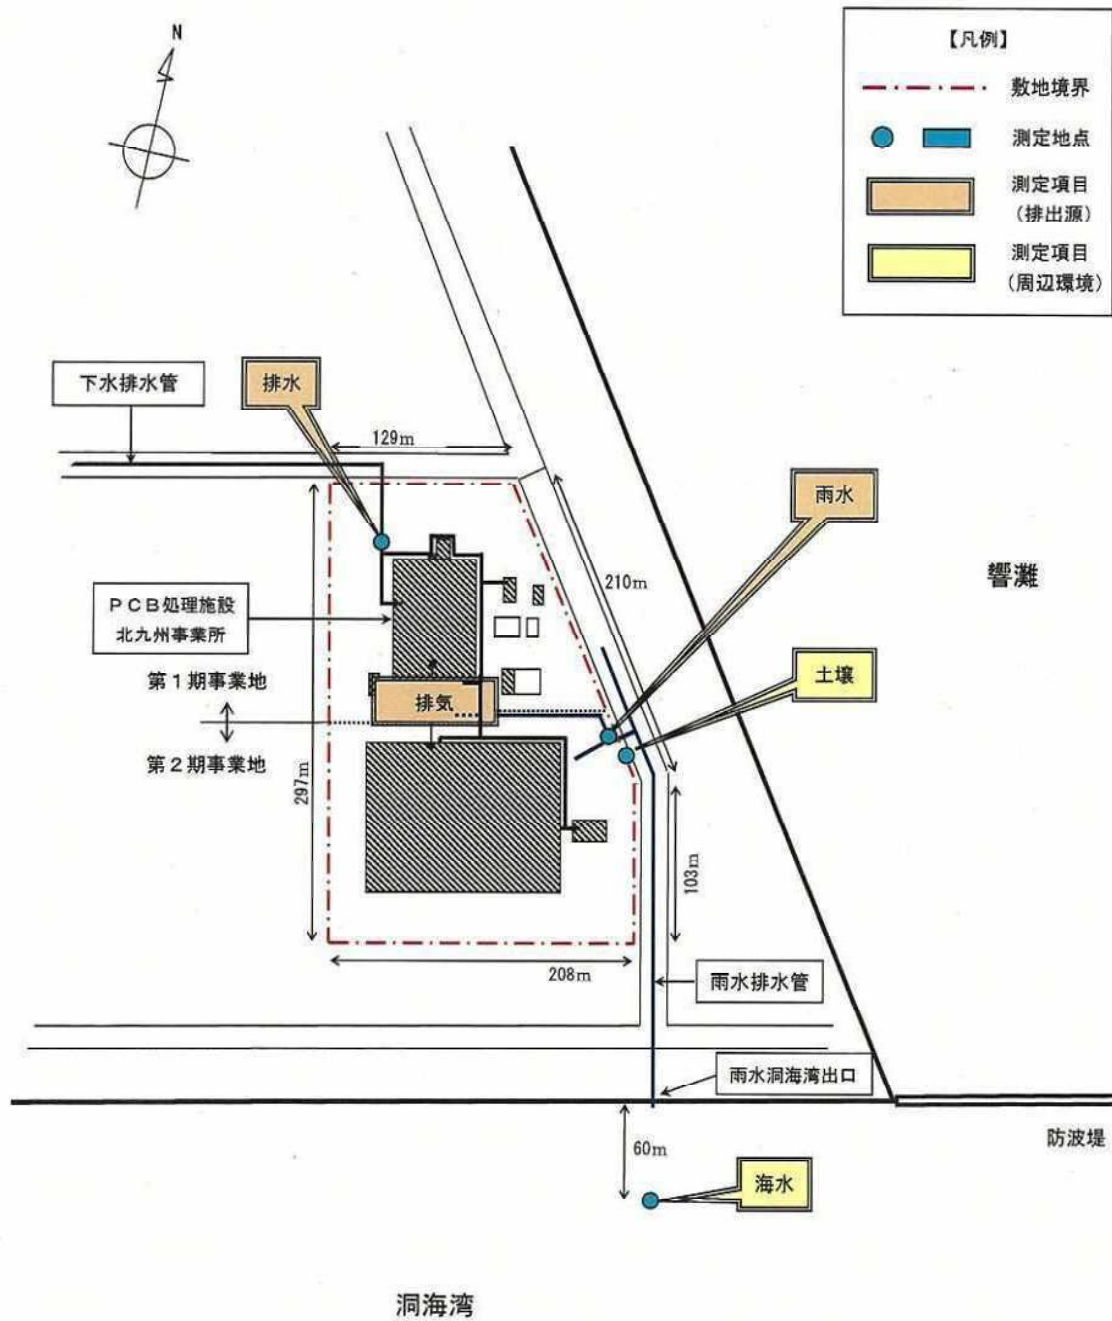 N
【凡例】
敷地境界
測定地点
測定項目
(排出源)
測定項目
(周辺環境)
下水排水管
排水
129m
雨水
響灘
210m
PCB処理施設
北九州事業所
土壌
第1期事業地
排気
第2期事業地
297m
103m
208m
雨水排水管
雨水洞海湾出口
防波堤
60m
海水
洞海湾